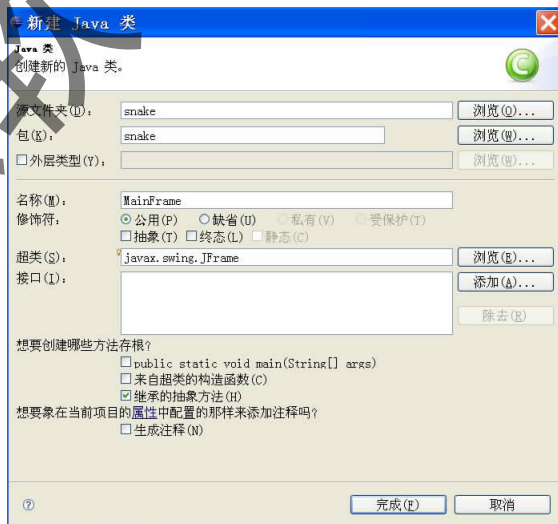 新建 Java 类
Java 类
创建新的 Java 类。
源文件夹(D):
snake
浏览(O)...
包(K):
snake
浏览(W)...
外层类型(Y):
浏览(W)...
名称(M):
MainFrame
修饰符:
公用(P) 缺省(U) 私有(V) 受保护(T)
抽象(T) 终态(L) 静态(C)
超类(S):
javax.swing.JFrame
浏览(E)...
接口(I):
添加(A)...
除去(R)
想要创建哪些方法存根?
public static void main(String[] args)
来自超类的构造函数(C)
继承的抽象方法(H)
想要象在当前项目的属性中配置的那样来添加注释吗?
生成注释(N)
完成(F)
取消